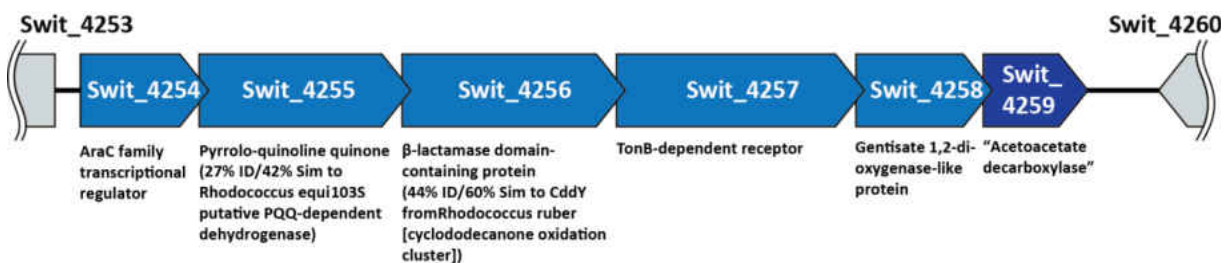 Swit_4253
Swit_4260
Swit_4254
Swit_4255
Swit_4256
Swit_4257
Swit_4258
Swit_
4259
AraC family
transcriptional
regulator
Pyrrolo-quinoline quinone
(27% ID/42% Sim to
Rhodococcus equi103S
putative PQQ-dependent
dehydrogenase)
β-lactamase domain-
containing protein
(44% ID/60% Sim to CddY
fromRhodococcus ruber
[cyclododecanone oxidation
cluster])
TonB-dependent receptor
Gentisate 1,2-di-
oxygenase-like
protein
“Acetoacetate
decarboxylase”